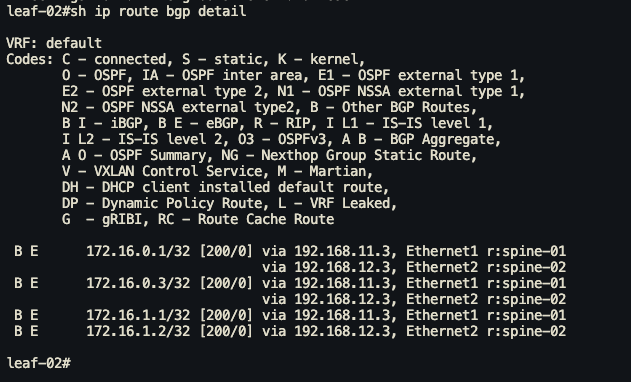 leaf-02#sh ip route bgp detail
VRF: default
Codes: C - connected, S - static, K - kernel,
O - OSPF, IA - OSPF inter area, E1 - OSPF external type 1,
E2 - OSPF external type 2, N1 - OSPF NSSA external type 1,
N2 - OSPF NSSA external type2, B - Other BGP Routes,
B I - iBGP, B E - eBGP, R - RIP, I L1 - IS-IS level 1,
I L2 - IS-IS level 2, O3 - OSPFv3, A B - BGP Aggregate,
A O - OSPF Summary, NG - Nexthop Group Static Route,
V - VXLAN Control Service, M - Martian,
DH - DHCP client installed default route,
DP - Dynamic Policy Route, L - VRF Leaked,
G  - gRIBI, RC - Route Cache Route
B E      172.16.0.1/32 [200/0] via 192.168.11.3, Ethernet1 r:spine-01
via 192.168.12.3, Ethernet2 r:spine-02
B E      172.16.0.3/32 [200/0] via 192.168.11.3, Ethernet1 r:spine-01
via 192.168.12.3, Ethernet2 r:spine-02
B E      172.16.1.1/32 [200/0] via 192.168.11.3, Ethernet1 r:spine-01
B E      172.16.1.2/32 [200/0] via 192.168.12.3, Ethernet2 r:spine-02
leaf-02#